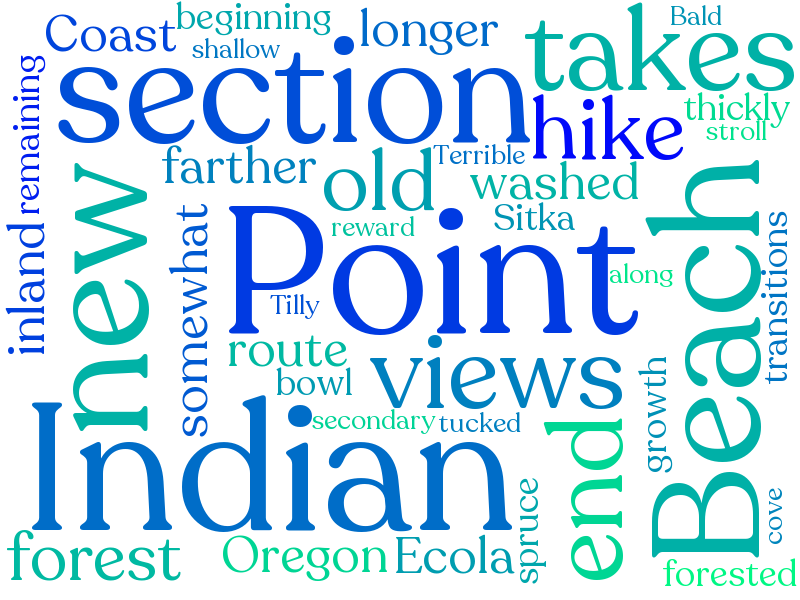 beginning
Bald
Coast
longer
takes
shallow
section
remaining
hike
thickly
stroll
farther
Terrible
old
washed
new
Beach
somewhat
Point
reward
Sitka
inland
transitions
along
Tilly
route
views
bowl
growth
Indian
secondary
tucked
end
spruce
cove
forest
Oregon
Ecola
forested